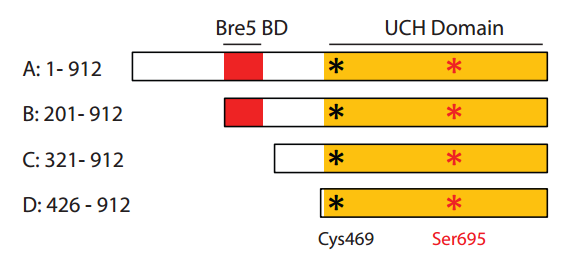 Bre5 BD UCH Domain
A: 1- 912
* *
B: 201- 912
* *
C: 321- 912
* *
D: 426 - 912
* *
Cys469 Ser695